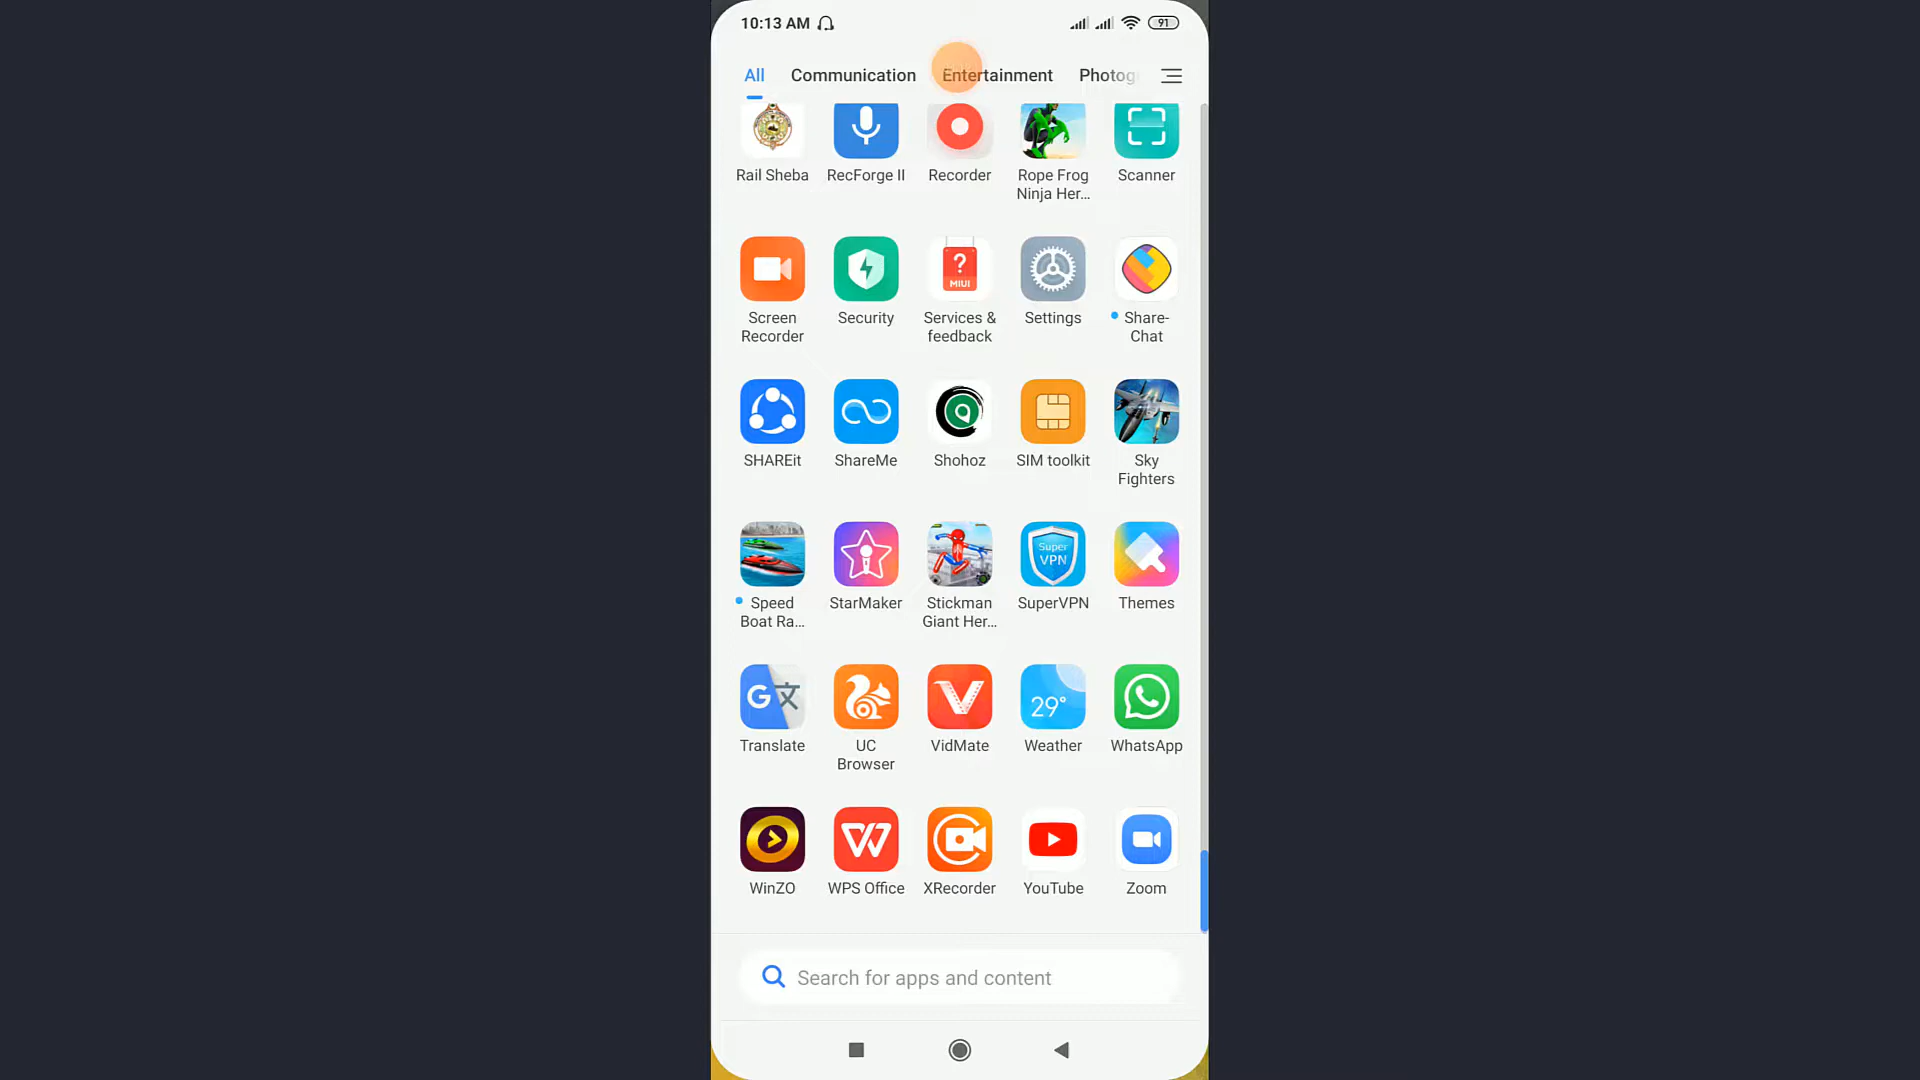 10:13 AM 91
All Communication Entertainment Photog
Rail Sheba RecForge II Recorder Rope Frog Scanner
Ninja Her...
?
MIUI
Screen Security Services & Settings Share-
Recorder feedback Chat
SHAREit ShareMe Shohoz SIM toolkit Sky
Fighters
Super
VPN
Speed StarMaker Stickman SuperVPN Themes
Boat Ra... Giant Her...
G文 29°
Translate UC VidMate Weather WhatsApp
Browser
WinZO WPS Office XRecorder YouTube Zoom
Search for apps and content